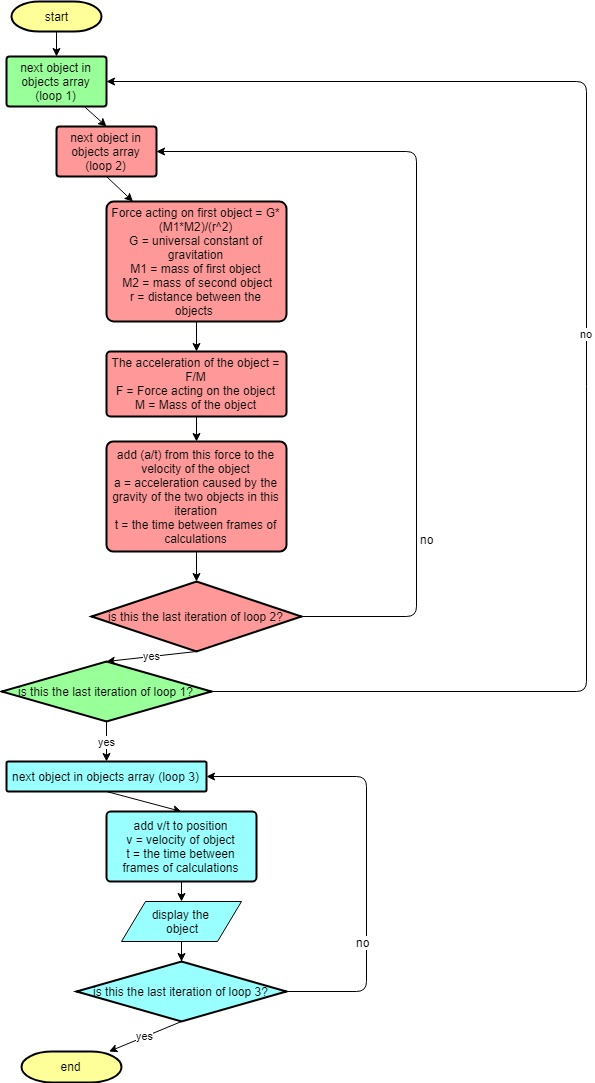 start
next object in
objects array
(loop 1)
next object in
objects array
(loop 2)
Force acting on first object = G*
(M1*M2)/(r^2)
G = universal constant of
gravitation
M1 = mass of first object
M2 = mass of second object
r = distance between the
objects
no
The acceleration of the object =
F/M
F = Force acting on the object
M = Mass of the object
add (a/t) from this force to the
velocity of the object
a = acceleration caused by the
gravity of the two objects in this
iteration
t = the time between frames of
calculations
no
is this the last iteration of loop 2?
yes
is this the last iteration of loop 1?
yes
next object in objects array (loop 3)
add v/t to position
v = velocity of object
t = the time between
frames of calculations
display the
object
no
is this the last iteration of loop 3?
yes
end